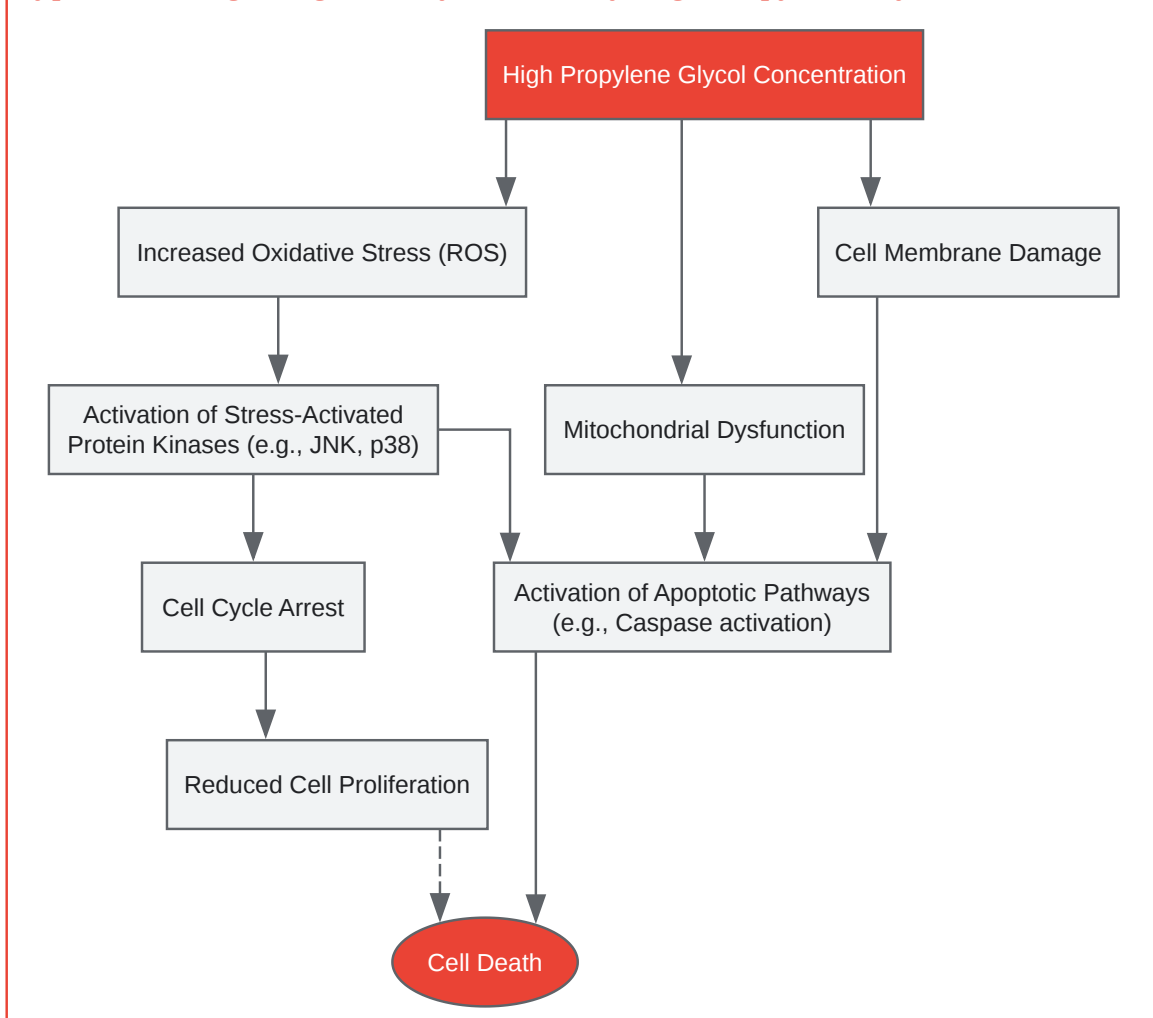 High Propylene Glycol Concentration
Increased Oxidative Stress (ROS)
Cell Membrane Damage
Activation of Stress-Activated
Protein Kinases (e.g., JNK, p38)
Mitochondrial Dysfunction
Cell Cycle Arrest
Activation of Apoptotic Pathways
(e.g., Caspase activation)
Reduced Cell Proliferation
Cell Death